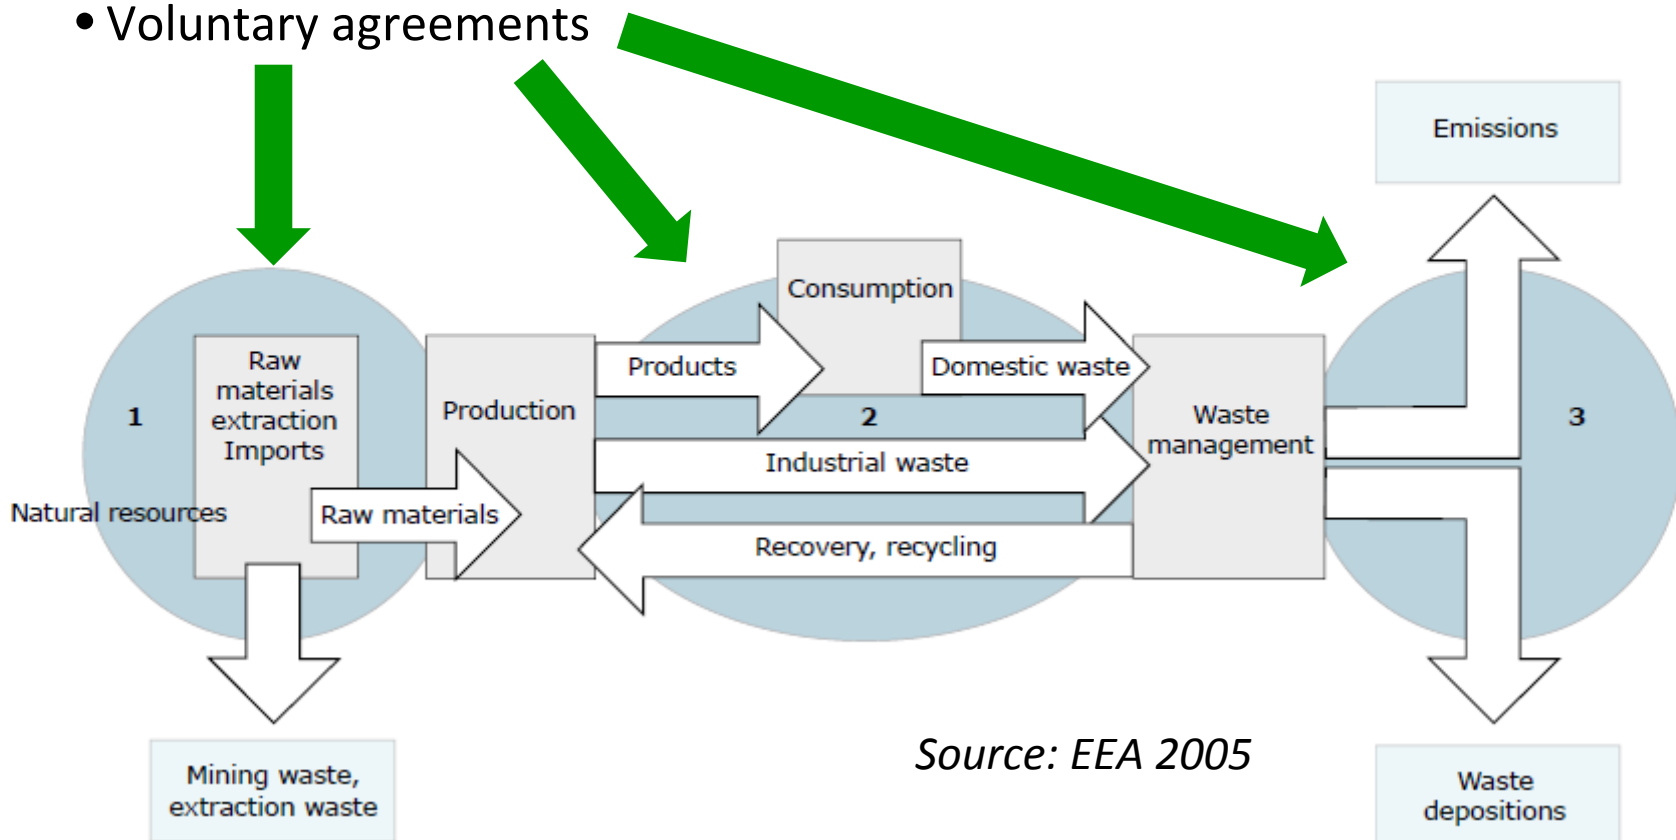 • Voluntary agreements
Emissions
Consumption
Raw
materials
extraction
Imports
1
Production
Products
Domestic waste
2
Waste
management
3
Industrial waste
Natural resources
Raw materials
Recovery, recycling
Source: EEA 2005
Mining waste,
extraction waste
Waste
depositions